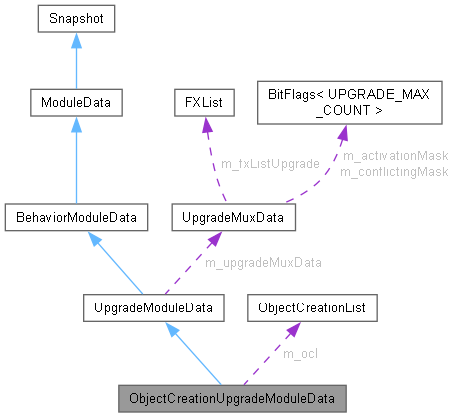 Snapshot
ModuleData
FXList
BitFlags< UPGRADE_MAX
_COUNT >
m_fxListUpgrade
m_activationMask
m_conflictingMask
BehaviorModuleData
UpgradeMuxData
m_upgradeMuxData
UpgradeModuleData
ObjectCreationList
m_ocl
ObjectCreationUpgradeModuleData